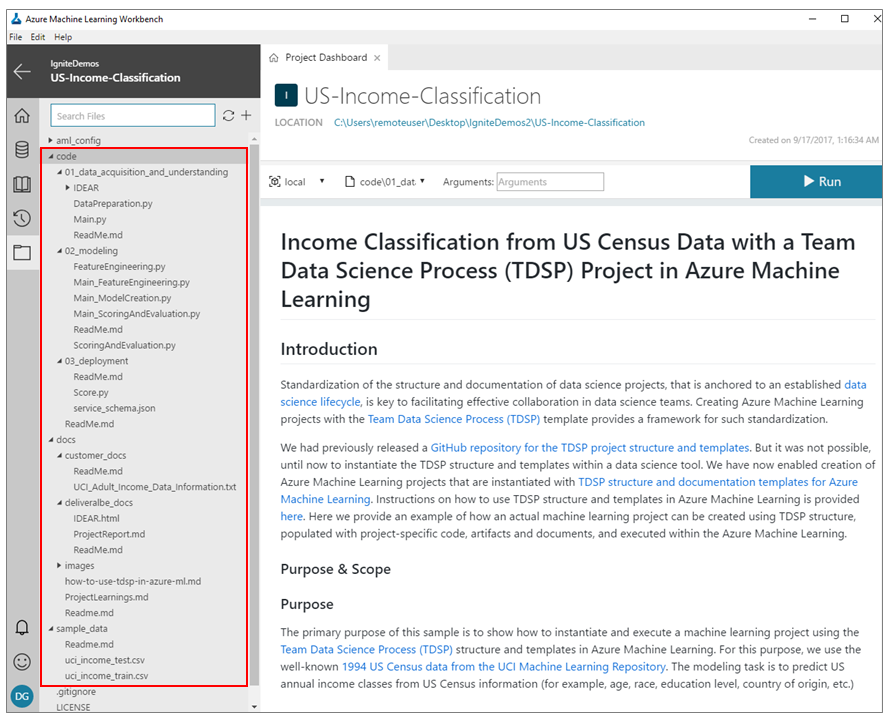 Azure Machine Learning Workbench
File Edit Help
IgniteDemos
US-Income-Classification
Search Files
aml_config
code
01_data_acquisition_and_understanding
IDEAR
DataPreparation.py
Main.py
ReadMe.md
02_modeling
FeatureEngineering.py
Main_FeatureEngineering.py
Main_ModelCreation.py
Main_ScoringAndEvaluation.py
ReadMe.md
ScoringAndEvaluation.py
03_deployment
ReadMe.md
Score.py
service_schema.json
ReadMe.md
docs
customer_docs
ReadMe.md
UCI_Adult_Income_Data_Information.txt
deliveralbe_docs
IDEAR.html
ProjectReport.md
ReadMe.md
images
how-to-use-tdsp-in-azure-ml.md
ProjectLearnings.md
Readme.md
sample_data
Readme.md
uci_income_test.csv
uci_income_train.csv
.gitignore
LICENSE
DG
Project Dashboard
I US-Income-Classification
LOCATION C:\Users\remoteuser\Desktop\IgniteDemos2\US-Income-Classification
Created on 9/17/2017, 1:16:34 AM
local code\01_dat Arguments: Arguments Run
Income Classification from US Census Data with a Team
Data Science Process (TDSP) Project in Azure Machine
Learning
Introduction
Standardization of the structure and documentation of data science projects, that is anchored to an established data
science lifecycle, is key to facilitating effective collaboration in data science teams. Creating Azure Machine Learning
projects with the Team Data Science Process (TDSP) template provides a framework for such standardization.
We had previously released a GitHub repository for the TDSP project structure and templates. But it was not possible,
until now to instantiate the TDSP structure and templates within a data science tool. We have now enabled creation of
Azure Machine Learning projects that are instantiated with TDSP structure and documentation templates for Azure
Machine Learning. Instructions on how to use TDSP structure and templates in Azure Machine Learning is provided
here. Here we provide an example of how an actual machine learning project can be created using TDSP structure,
populated with project-specific code, artifacts and documents, and executed within the Azure Machine Learning.
Purpose & Scope
Purpose
The primary purpose of this sample is to show how to instantiate and execute a machine learning project using the
Team Data Science Process (TDSP) structure and templates in Azure Machine Learning. For this purpose, we use the
well-known 1994 US Census data from the UCI Machine Learning Repository. The modeling task is to predict US
annual income classes from US Census information (for example, age, race, education level, country of origin, etc.)